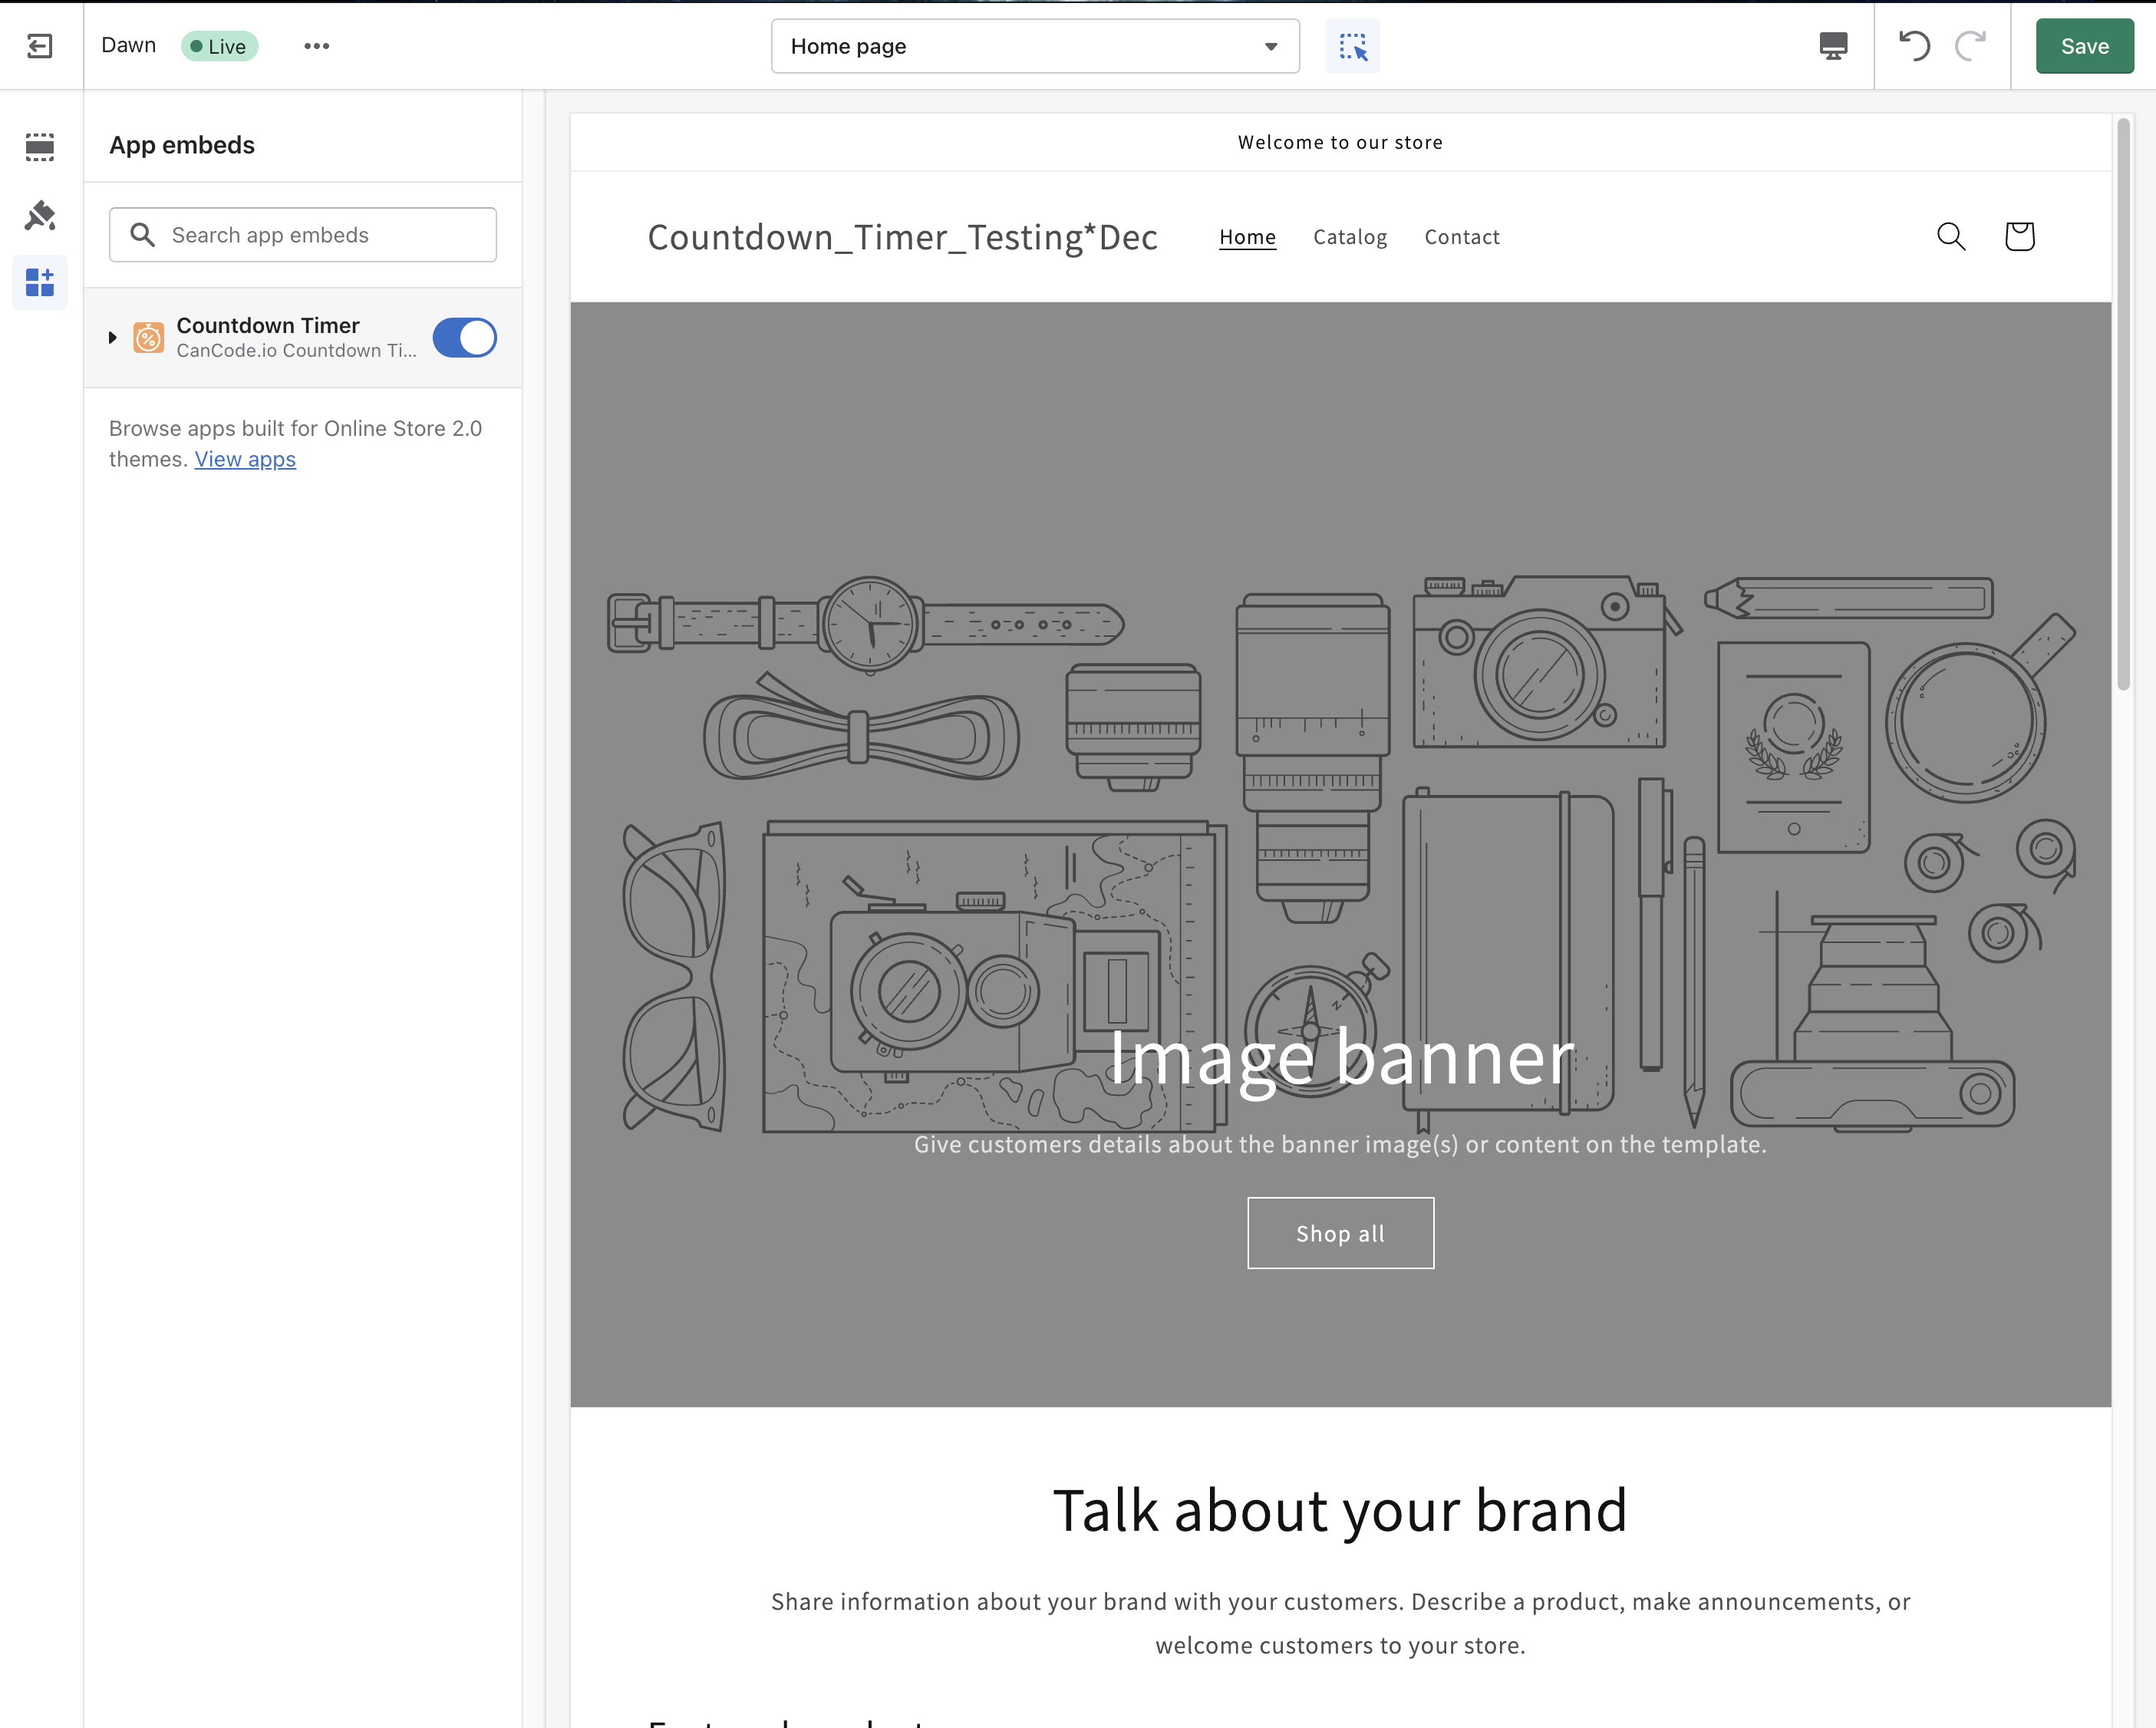 Dawn
Live
Home page
Save
App embeds
Search app embeds
Countdown Timer
CanCode.io Countdown Ti...
Browse apps built for Online Store 2.0
themes. View apps
Welcome to our store
Countdown_Timer_Testing*Dec
Home
Catalog
Contact
Image banner
Give customers details about the banner image(s) or content on the template.
Shop all
Talk about your brand
Share information about your brand with your customers. Describe a product, make announcements, or
welcome customers to your store.